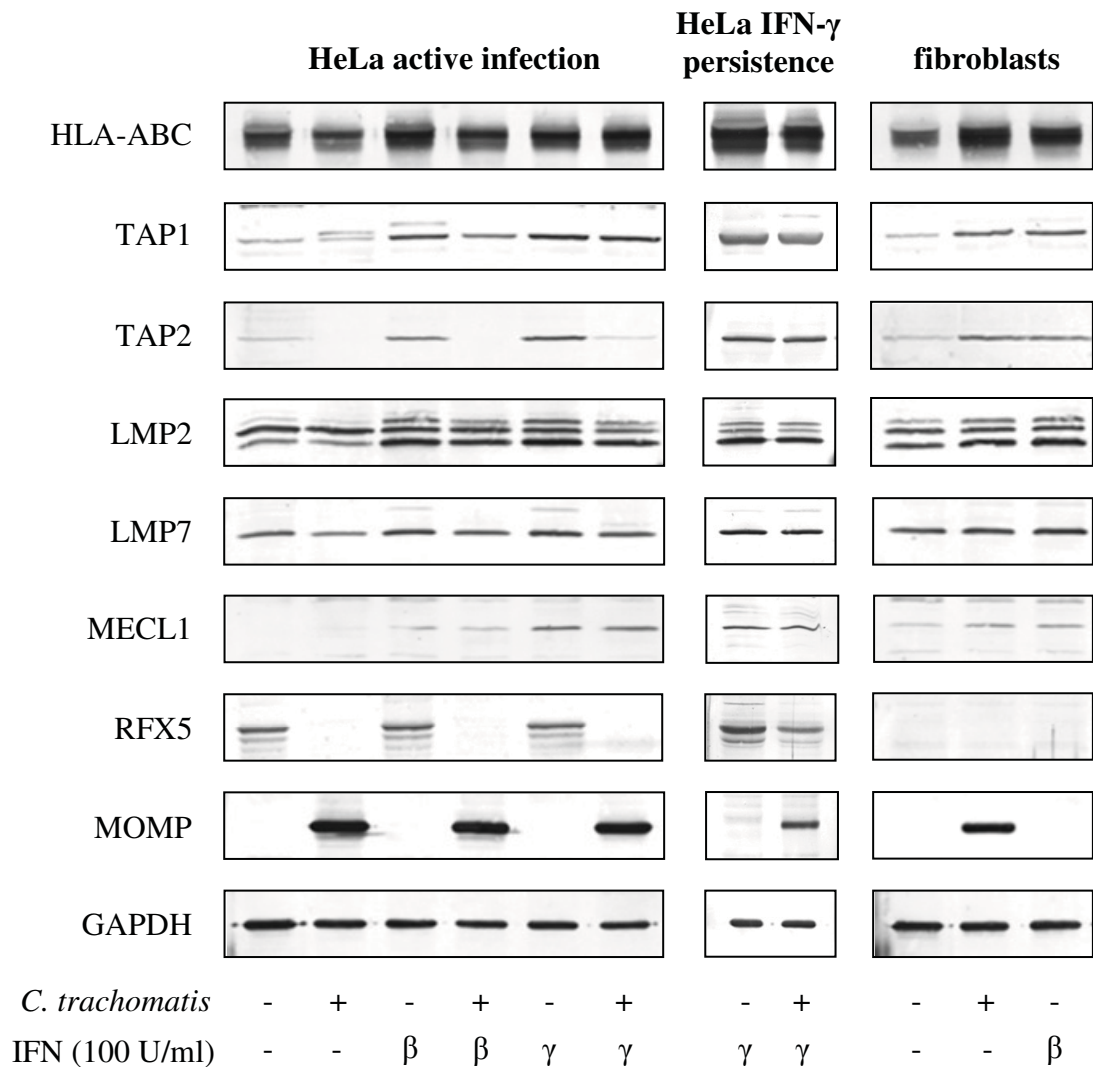 HeLa active infection
HeLa IFN-γ
persistence
fibroblasts
HLA-ABC
TAP1
TAP2
LMP2
LMP7
MECL1
RFX5
MOMP
GAPDH
C. trachomatis - + - + - + - + - + -
IFN (100 U/ml) - - β β γ γ γ γ - - β